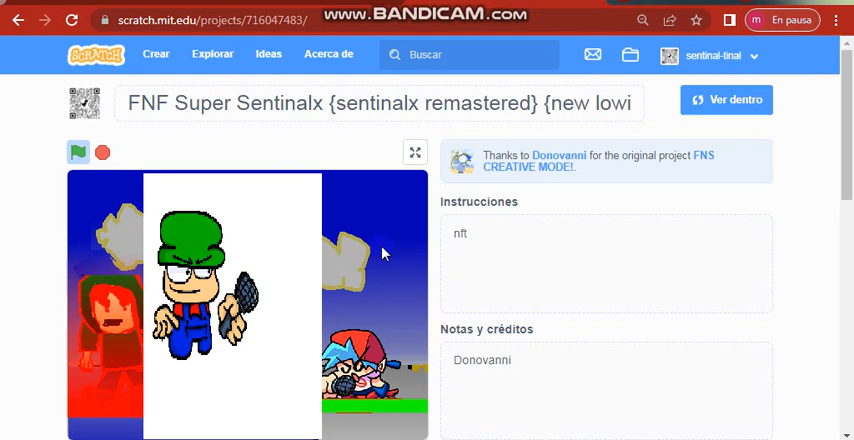 scratch.mit.edu/projects/716047483/
www.BANDICAM.com
m
En pausa
SCRATCH
Crear
Explorar
Ideas
Acerca de
Buscar
sentinal-tinal
FNF Super Sentinalx {sentinalx remastered} {new lowi
Ver dentro
Thanks to Donovanni for the original project FNS
CREATIVE MODE!.
Instrucciones
nft
Notas y créditos
Donovanni